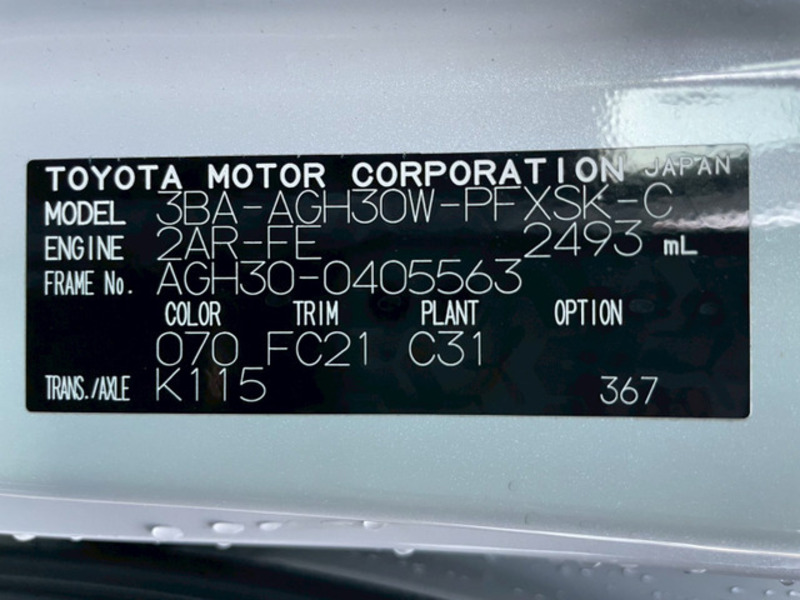 TOYOTA MOTOR CORPORATION JAPAN
MODEL 3BA-AGH30W-PFXSK-C
ENGINE 2AR-FE 2493 mL
FRAME No. AGH30-0405563
COLOR TRIM PLANT OPTION
070 FC21 C31
TRANS./AXLE K115 367